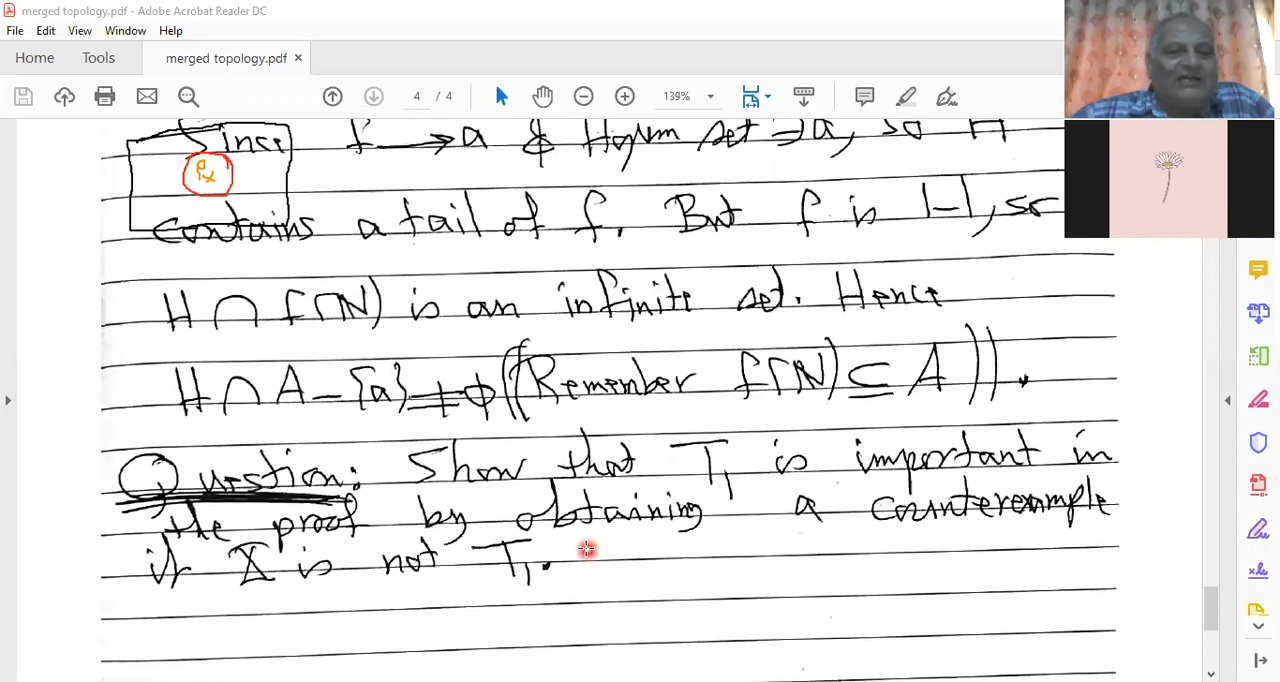 merged topology.pdf - Adobe Acrobat Reader DC
File Edit View Window Help
Home Tools merged topology.pdf ×
4 / 4 139%
Since f → a & H open set ∋ a, so H
Px
contains a tail of f. But f is 1-1, so
H ∩ f(ℕ) is an infinite set. Hence
H ∩ A - {a} ≠ φ ((Remember f(ℕ) ⊆ A)).
Question: Show that T₁ is important in
the proof by obtaining a counterexample
if X is not T₁.